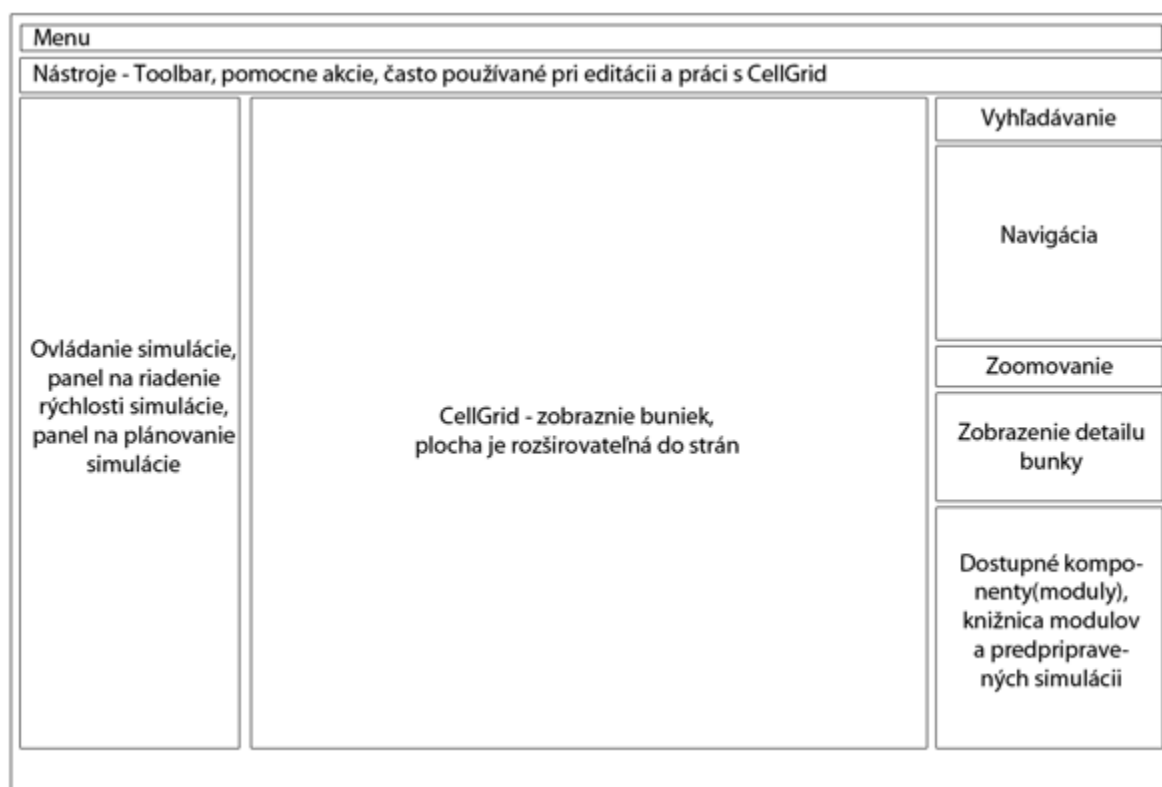 Menu
Nástroje - Toolbar, pomocne akcie, často používané pri editácii a práci s CellGrid
Ovládanie simulácie,
panel na riadenie
rýchlosti simulácie,
panel na plánovanie
simulácie
CellGrid - zobraznie buniek,
plocha je rozširovateľná do strán
Vyhľadávanie
Navigácia
Zoomovanie
Zobrazenie detailu
bunky
Dostupné kompo-
nenty(moduly),
knižnica modulov
a predpriprave-
ných simulácii